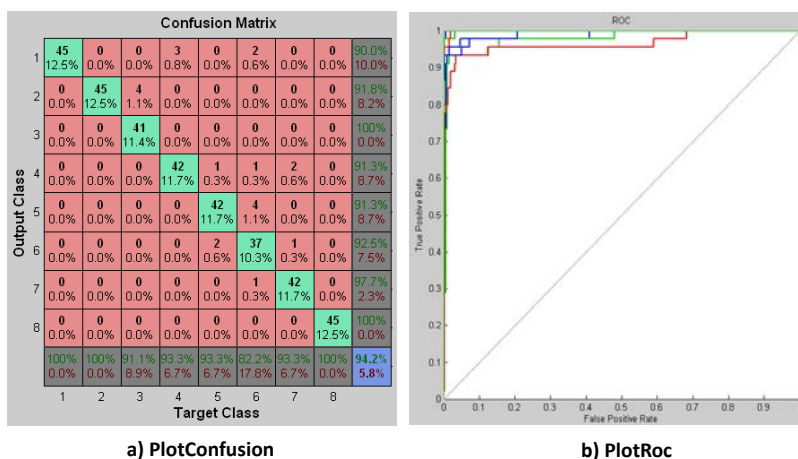 Confusion Matrix
1 45 0 0 3 0 2 0 0 90.0%
12.5% 0.0% 0.0% 0.8% 0.0% 0.6% 0.0% 0.0% 10.0%
2 0 45 4 0 0 0 0 0 91.8%
0.0% 12.5% 1.1% 0.0% 0.0% 0.0% 0.0% 0.0% 8.2%
3 0 0 41 0 0 0 0 0 100%
0.0% 0.0% 11.4% 0.0% 0.0% 0.0% 0.0% 0.0% 0.0%
4 0 0 0 42 1 1 2 0 91.3%
0.0% 0.0% 0.0% 11.7% 0.3% 0.3% 0.6% 0.0% 8.7%
5 0 0 0 0 42 4 0 0 91.3%
0.0% 0.0% 0.0% 0.0% 11.7% 1.1% 0.0% 0.0% 8.7%
6 0 0 0 0 2 37 1 0 92.5%
0.0% 0.0% 0.0% 0.0% 0.6% 10.3% 0.3% 0.0% 7.5%
7 0 0 0 0 0 1 42 0 97.7%
0.0% 0.0% 0.0% 0.0% 0.0% 0.3% 11.7% 0.0% 2.3%
8 0 0 0 0 0 0 0 45 100%
0.0% 0.0% 0.0% 0.0% 0.0% 0.0% 0.0% 12.5% 0.0%
100% 100% 91.1% 93.3% 93.3% 82.2% 93.3% 100% 94.2%
0.0% 0.0% 8.9% 6.7% 6.7% 17.8% 6.7% 0.0% 5.8%
1 2 3 4 5 6 7 8
Output Class
Target Class
a) PlotConfusion
ROC
1
0.9
0.8
0.7
0.6
0.5
0.4
0.3
0.2
0.1
0
0 0.1 0.2 0.3 0.4 0.5 0.6 0.7 0.8 0.9
True Positive Rate
False Positive Rate
b) PlotRoc